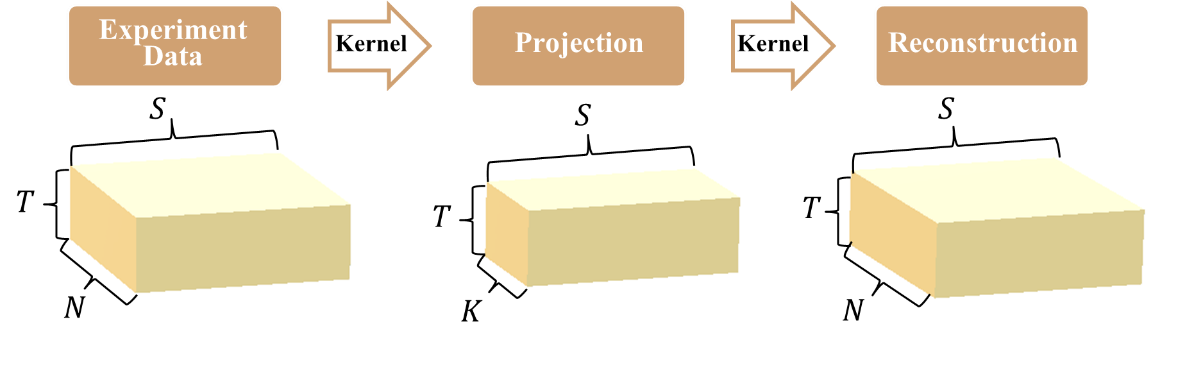 Experiment
Data
Kernel
Projection
Kernel
Reconstruction
S
S
S
T
T
T
N
K
N